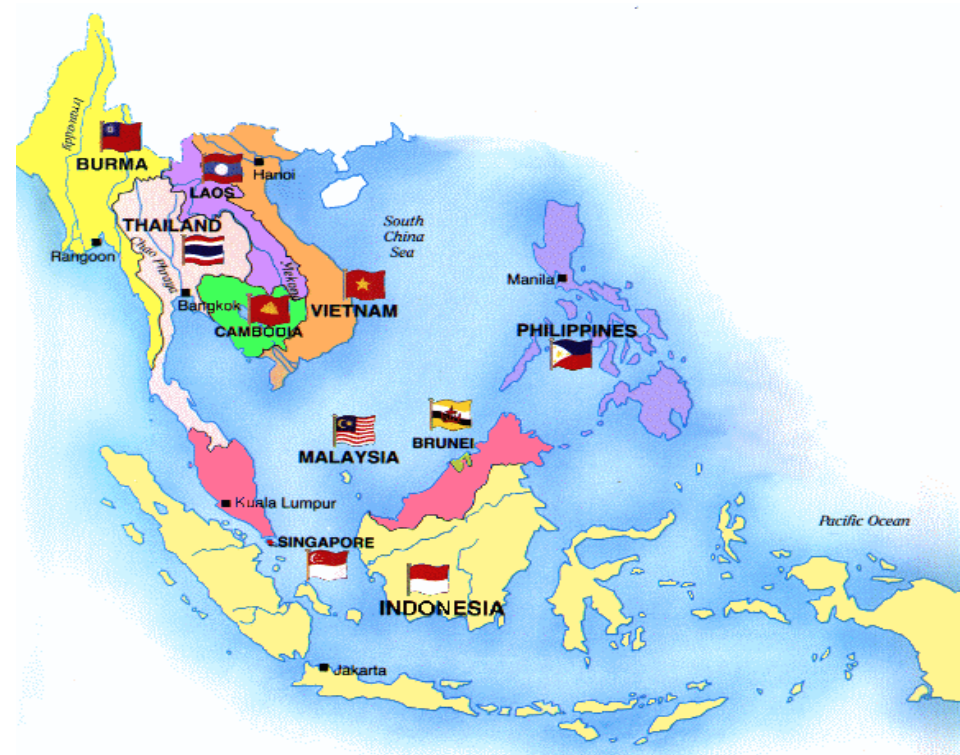 Irrawaddy
BURMA
LAOS
Hanoi
THAILAND
South
China
Sea
Rangoon
Chao Phraya
Mekong
Manila
Bangkok
VIETNAM
CAMBODIA
PHILIPPINES
BRUNEI
MALAYSIA
Kuala Lumpur
Pacific Ocean
SINGAPORE
INDONESIA
Jakarta